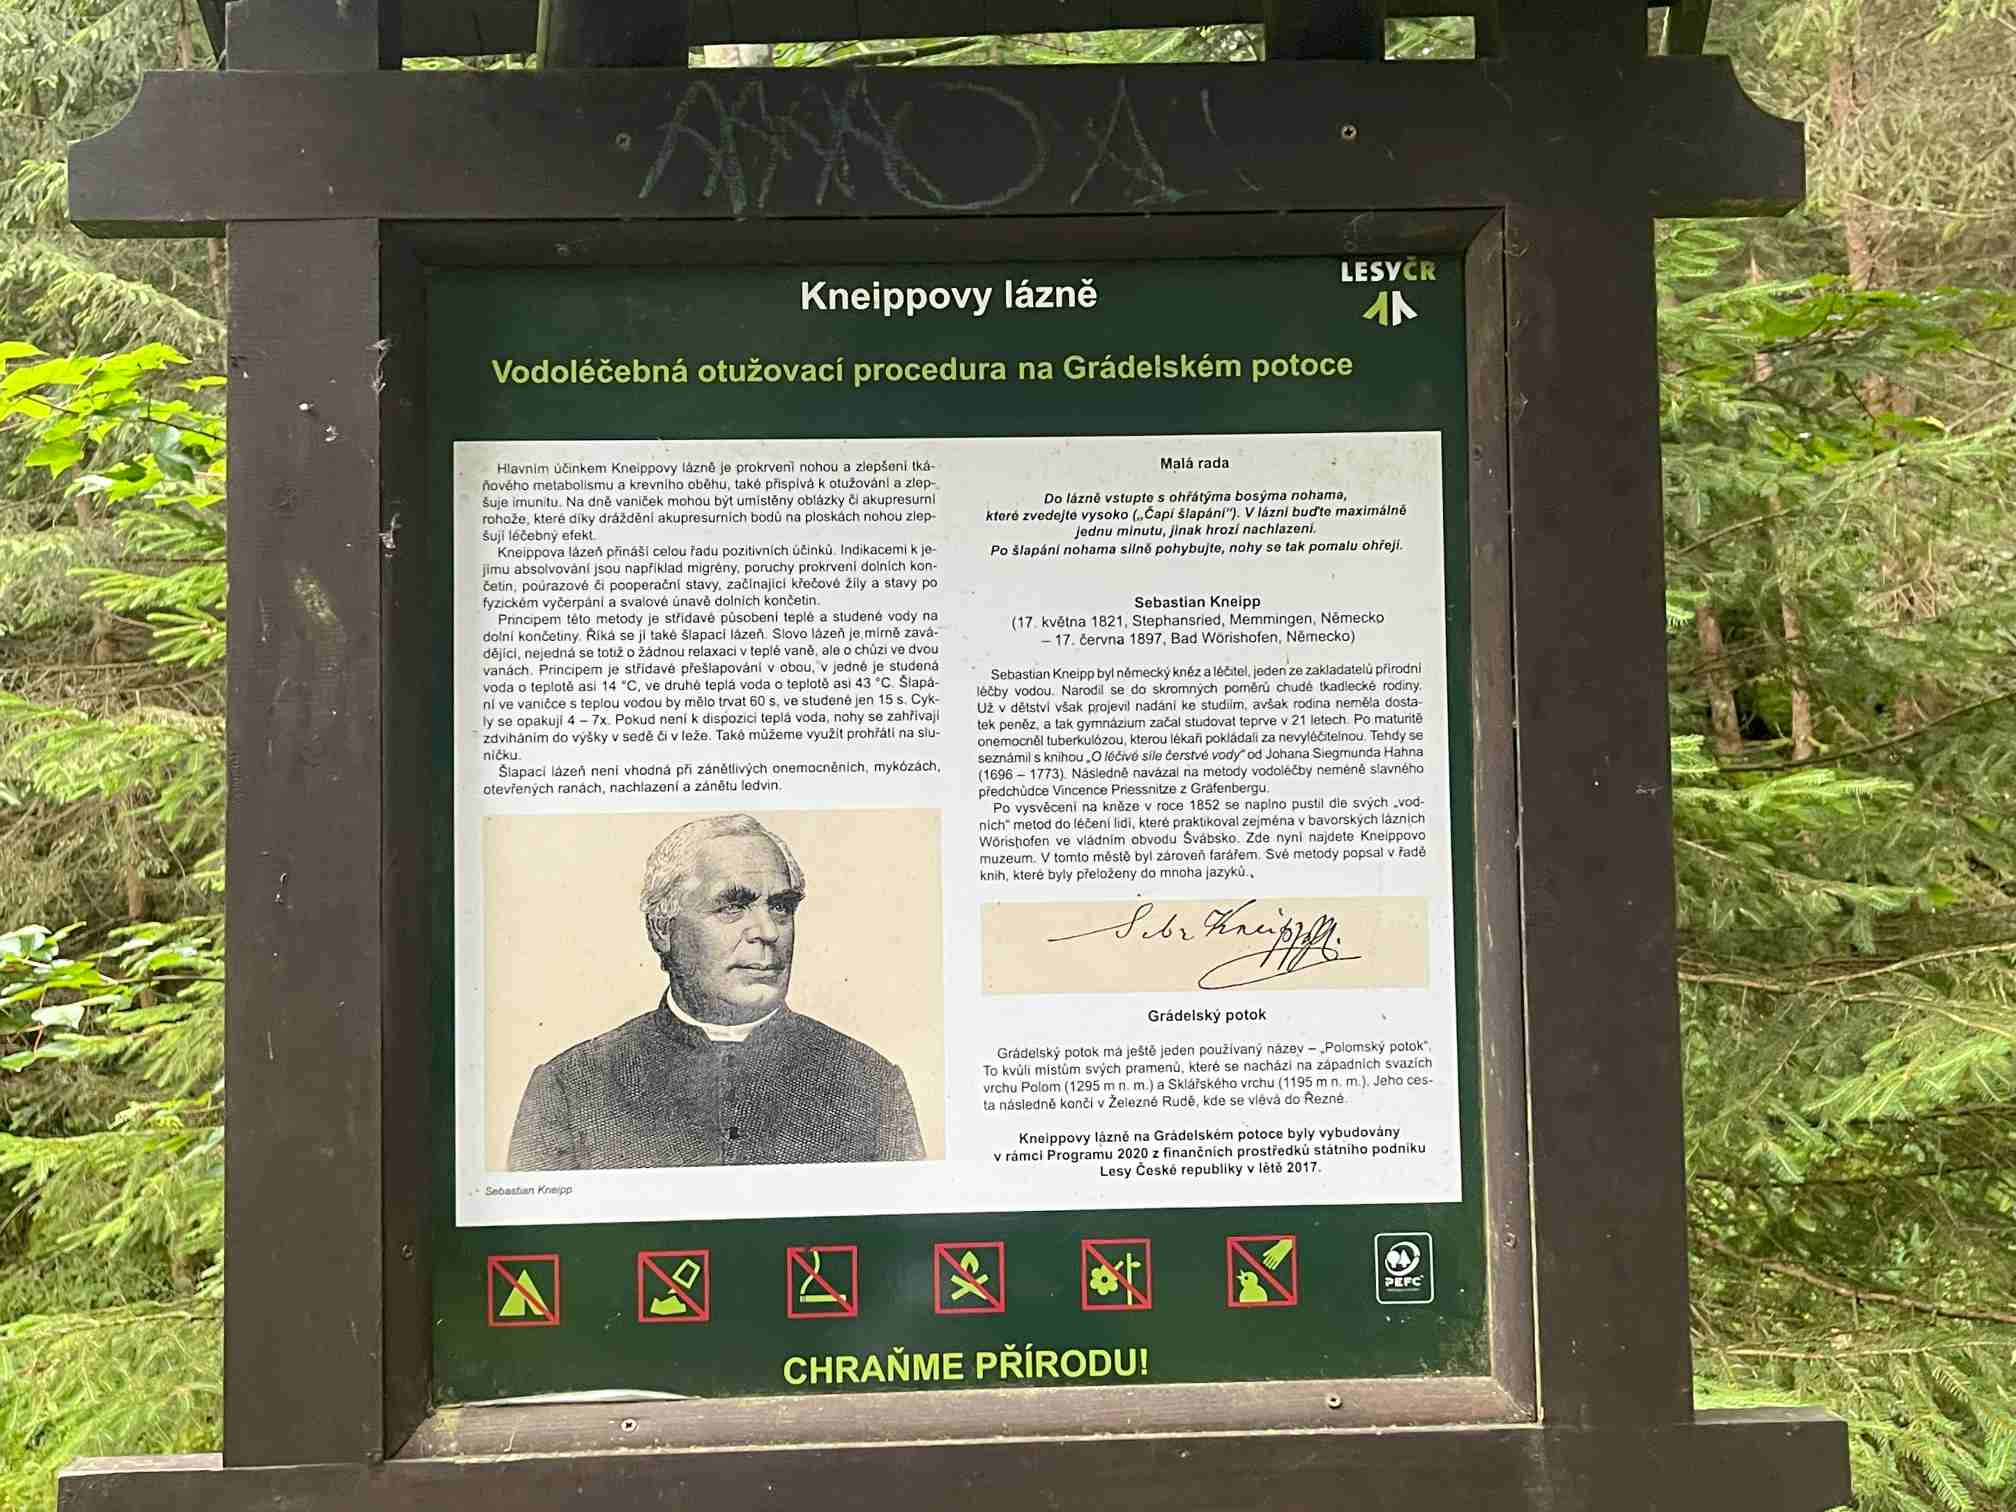 Kneippovy lázně
LESYČR
Vodoléčebná otužovací procedura na Grádelském potoce
Hlavním účinkem Kneippovy lázně je prokrvení nohou a zlepšení tká-
ňového metabolismu a krevního oběhu, také přispívá k otužování a zlep-
šuje imunitu. Na dně vaniček mohou být umístěny oblázky či akupresurní
rohože, které díky dráždění akupresurních bodů na ploskách nohou zlep-
šují léčebný efekt.
Kneippova lázeň přináší celou řadu pozitivních účinků. Indikacemi k je-
jímu absolvování jsou například migrény, poruchy prokrvení dolních kon-
četin, poúrazové či pooperační stavy, začínající křečové žíly a stavy po
fyzickém vyčerpání a svalové únavě dolních končetin.
Principem této metody je střídavé působení teplé a studené vody na
dolní končetiny. Říká se jí také šlapací lázeň. Slovo lázeň je mírně zavá-
dějící, nejedná se totiž o žádnou relaxaci v teplé vaně, ale o chůzi ve dvou
vanách. Principem je střídavé přešlapování v obou, v jedné je studená
voda o teplotě asi 14 °C, ve druhé teplá voda o teplotě asi 43 °C. Šlapá-
ní ve vaničce s teplou vodou by mělo trvat 60 s, ve studené jen 15 s. Cyk-
ly se opakují 4 – 7x. Pokud není k dispozici teplá voda, nohy se zahřívají
zdviháním do výšky v sedě či v leže. Také můžeme využít prohřátí na slu-
níčku.
Šlapací lázeň není vhodná při zánětlivých onemocněních, mykózách,
otevřených ranách, nachlazení a zánětu ledvin.
Sebastian Kneipp
Malá rada
Do lázně vstupte s ohřátýma bosýma nohama,
které zvedejte vysoko („Čapí šlapání“). V lázni buďte maximálně
jednu minutu, jinak hrozí nachlazení.
Po šlapání nohama silně pohybujte, nohy se tak pomalu ohřejí.
Sebastian Kneipp
(17. května 1821, Stephansried, Memmingen, Německo
– 17. června 1897, Bad Wörishofen, Německo)
Sebastian Kneipp byl německý kněz a léčitel, jeden ze zakladatelů přírodní
léčby vodou. Narodil se do skromných poměrů chudé tkadlecké rodiny.
Už v dětství však projevil nadání ke studiím, avšak rodina neměla dosta-
tek peněz, a tak gymnázium začal studovat teprve v 21 letech. Po maturitě
onemocněl tuberkulózou, kterou lékaři pokládali za nevyléčitelnou. Tehdy se
seznámil s knihou „O léčivé síle čerstvé vody“ od Johana Siegmunda Hahna
(1696 – 1773). Následně navázal na metody vodoléčby neméně slavného
předchůdce Vincence Priessnitze z Gräfenbergu.
Po vysvěcení na kněze v roce 1852 se naplno pustil dle svých „vod-
ních“ metod do léčení lidí, které praktikoval zejména v bavorských lázních
Wörishofen ve vládním obvodu Švábsko. Zde nyní najdete Kneippovo
muzeum. V tomto městě byl zároveň farářem. Své metody popsal v řadě
knih, které byly přeloženy do mnoha jazyků.
Seb. Kneipp
Grádelský potok
Grádelský potok má ještě jeden používaný název – „Polomský potok“.
To kvůli místům svých pramenů, které se nachází na západních svazích
vrchu Polom (1295 m n. m.) a Sklářského vrchu (1195 m n. m.). Jeho ces-
ta následně končí v Železné Rudě, kde se vlévá do Řezné.
Kneippovy lázně na Grádelském potoce byly vybudovány
v rámci Programu 2020 z finančních prostředků státního podniku
Lesy České republiky v létě 2017.
PEFC
CHRAŇME PŘÍRODU!